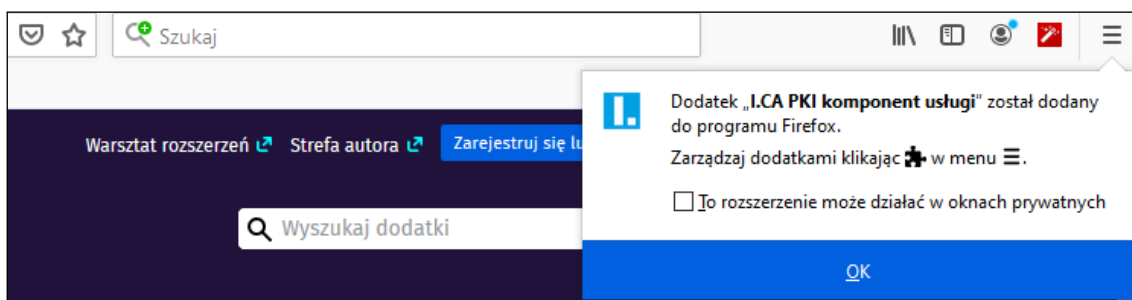 Szukaj
Dodatek „I.CA PKI komponent usługi” został dodany
do programu Firefox.
Zarządzaj dodatkami klikając w menu ☰.
To rozszerzenie może działać w oknach prywatnych
OK
Warsztat rozszerzeń Strefa autora Zarejestruj się lu
Wyszukaj dodatki